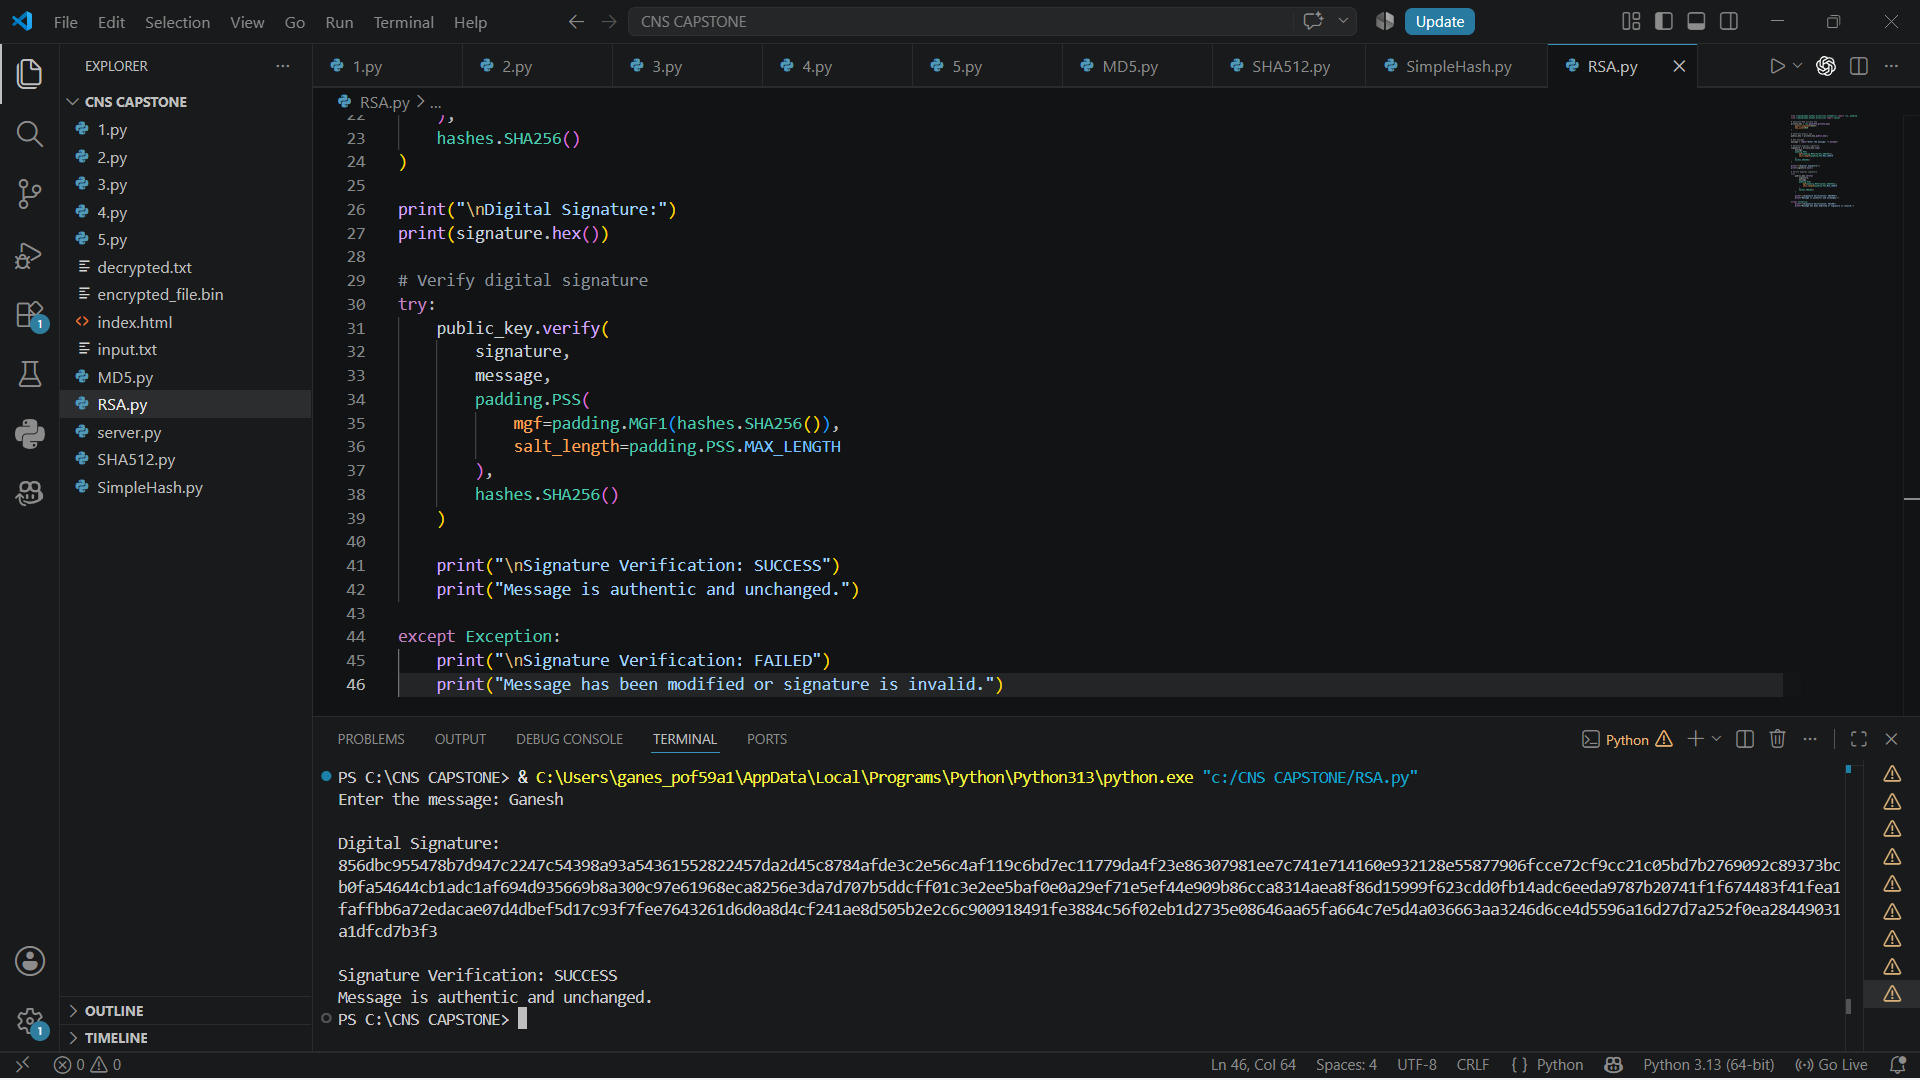 File Edit Selection View Go Run Terminal Help
CNS CAPSTONE
Update
EXPLORER
CNS CAPSTONE
1.py
2.py
3.py
4.py
5.py
decrypted.txt
encrypted_file.bin
index.html
input.txt
MD5.py
RSA.py
server.py
SHA512.py
SimpleHash.py
OUTLINE
TIMELINE
1
1
1.py 2.py 3.py 4.py 5.py MD5.py SHA512.py SimpleHash.py RSA.py
RSA.py > ...
22 ),
23 hashes.SHA256()
24 )
25
26 print("\nDigital Signature:")
27 print(signature.hex())
28
29 # Verify digital signature
30 try:
31 public_key.verify(
32 signature,
33 message,
34 padding.PSS(
35 mgf=padding.MGF1(hashes.SHA256()),
36 salt_length=padding.PSS.MAX_LENGTH
37 ),
38 hashes.SHA256()
39 )
40
41 print("\nSignature Verification: SUCCESS")
42 print("Message is authentic and unchanged.")
43
44 except Exception:
45 print("\nSignature Verification: FAILED")
46 print("Message has been modified or signature is invalid.")
PROBLEMS OUTPUT DEBUG CONSOLE TERMINAL PORTS
Python
PS C:\CNS CAPSTONE> & C:\Users\ganes_pof59a1\AppData\Local\Programs\Python\Python313\python.exe "c:/CNS CAPSTONE/RSA.py"
Enter the message: Ganesh
Digital Signature:
856dbc955478b7d947c2247c54398a93a54361552822457da2d45c8784afde3c2e56c4af119c6bd7ec11779da4f23e86307981ee7c741e714160e932128e55877906fcce72cf9cc21c05bd7b2769092c89373bc
b0fa54644cb1adc1af694d935669b8a300c97e61968eca8256e3da7d707b5ddcff01c3e2ee5baf0e0a29ef71e5ef44e909b86cca8314aea8f86d15999f623cdd0fb14adc6eeda9787b20741f1f674483f41fea1
faffbb6a72edacae07d4dbef5d17c93f7fee7643261d6d0a8d4cf241ae8d505b2e2c6c900918491fe3884c56f02eb1d2735e08646aa65fa664c7e5d4a036663aa3246d6ce4d5596a16d27d7a252f0ea28449031
a1dfcd7b3f3
Signature Verification: SUCCESS
Message is authentic and unchanged.
PS C:\CNS CAPSTONE>
0 0
Ln 46, Col 64 Spaces: 4 UTF-8 CRLF { } Python Python 3.13 (64-bit) Go Live